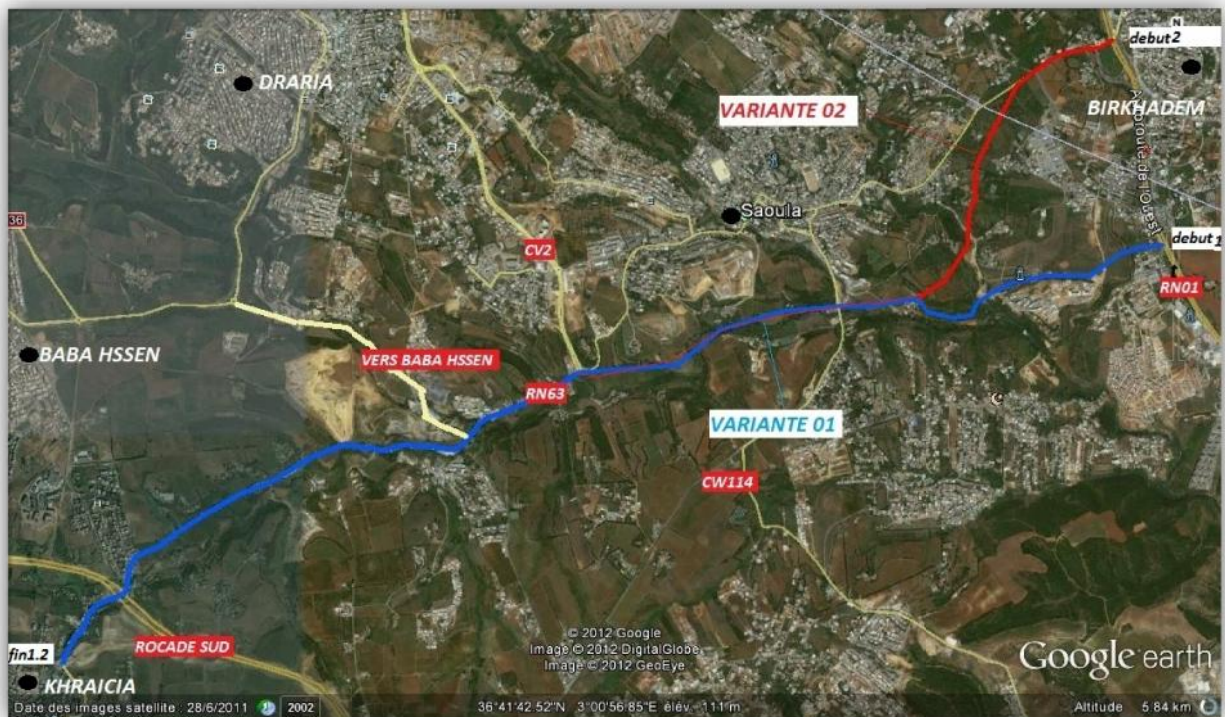 N
debut2
DRARIA
VARIANTE 02
BIRKHADEM
Autoroute de l'Ouest
Saoula
36
CV2
debut 1
RN01
BABA HSSEN
VERS BABA HSSEN
RN63
VARIANTE 01
CW114
fin1.2
ROCADE SUD
KHRAICIA
© 2012 Google
Image © 2012 DigitalGlobe
Image © 2012 GeoEye
Google earth
Date des images satellite : 28/6/2011
2002
36°41'42.52"N 3°00'56.85"E élév. 111 m
Altitude 5.84 km